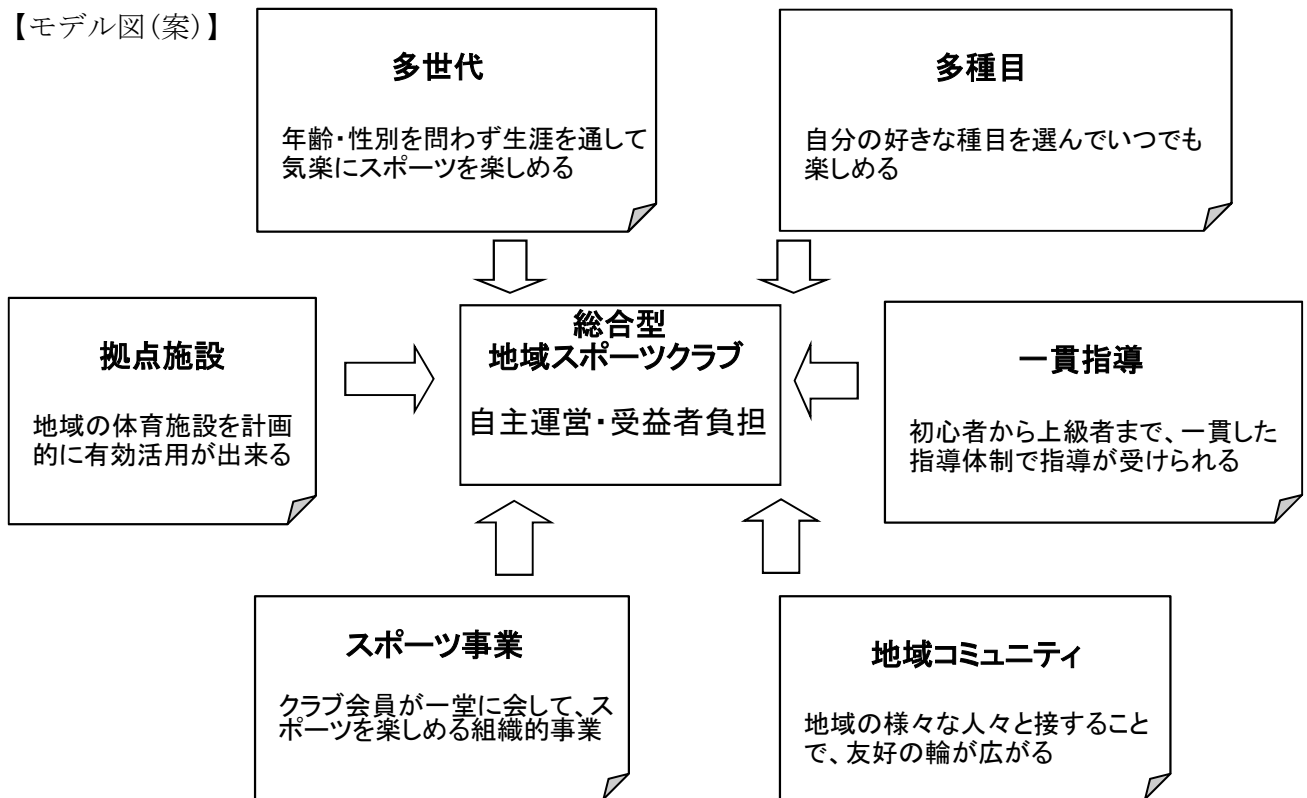 【モデル図(案)】
多世代
年齢・性別を問わず生涯を通して
気楽にスポーツを楽しめる
多種目
自分の好きな種目を選んでいつでも
楽しめる
拠点施設
地域の体育施設を計画
的に有効活用が出来る
総合型
地域スポーツクラブ
自主運営・受益者負担
一貫指導
初心者から上級者まで、一貫した
指導体制で指導が受けられる
スポーツ事業
クラブ会員が一堂に会して、ス
ポーツを楽しめる組織的事業
地域コミュニティ
地域の様々な人々と接すること
で、友好の輪が広がる